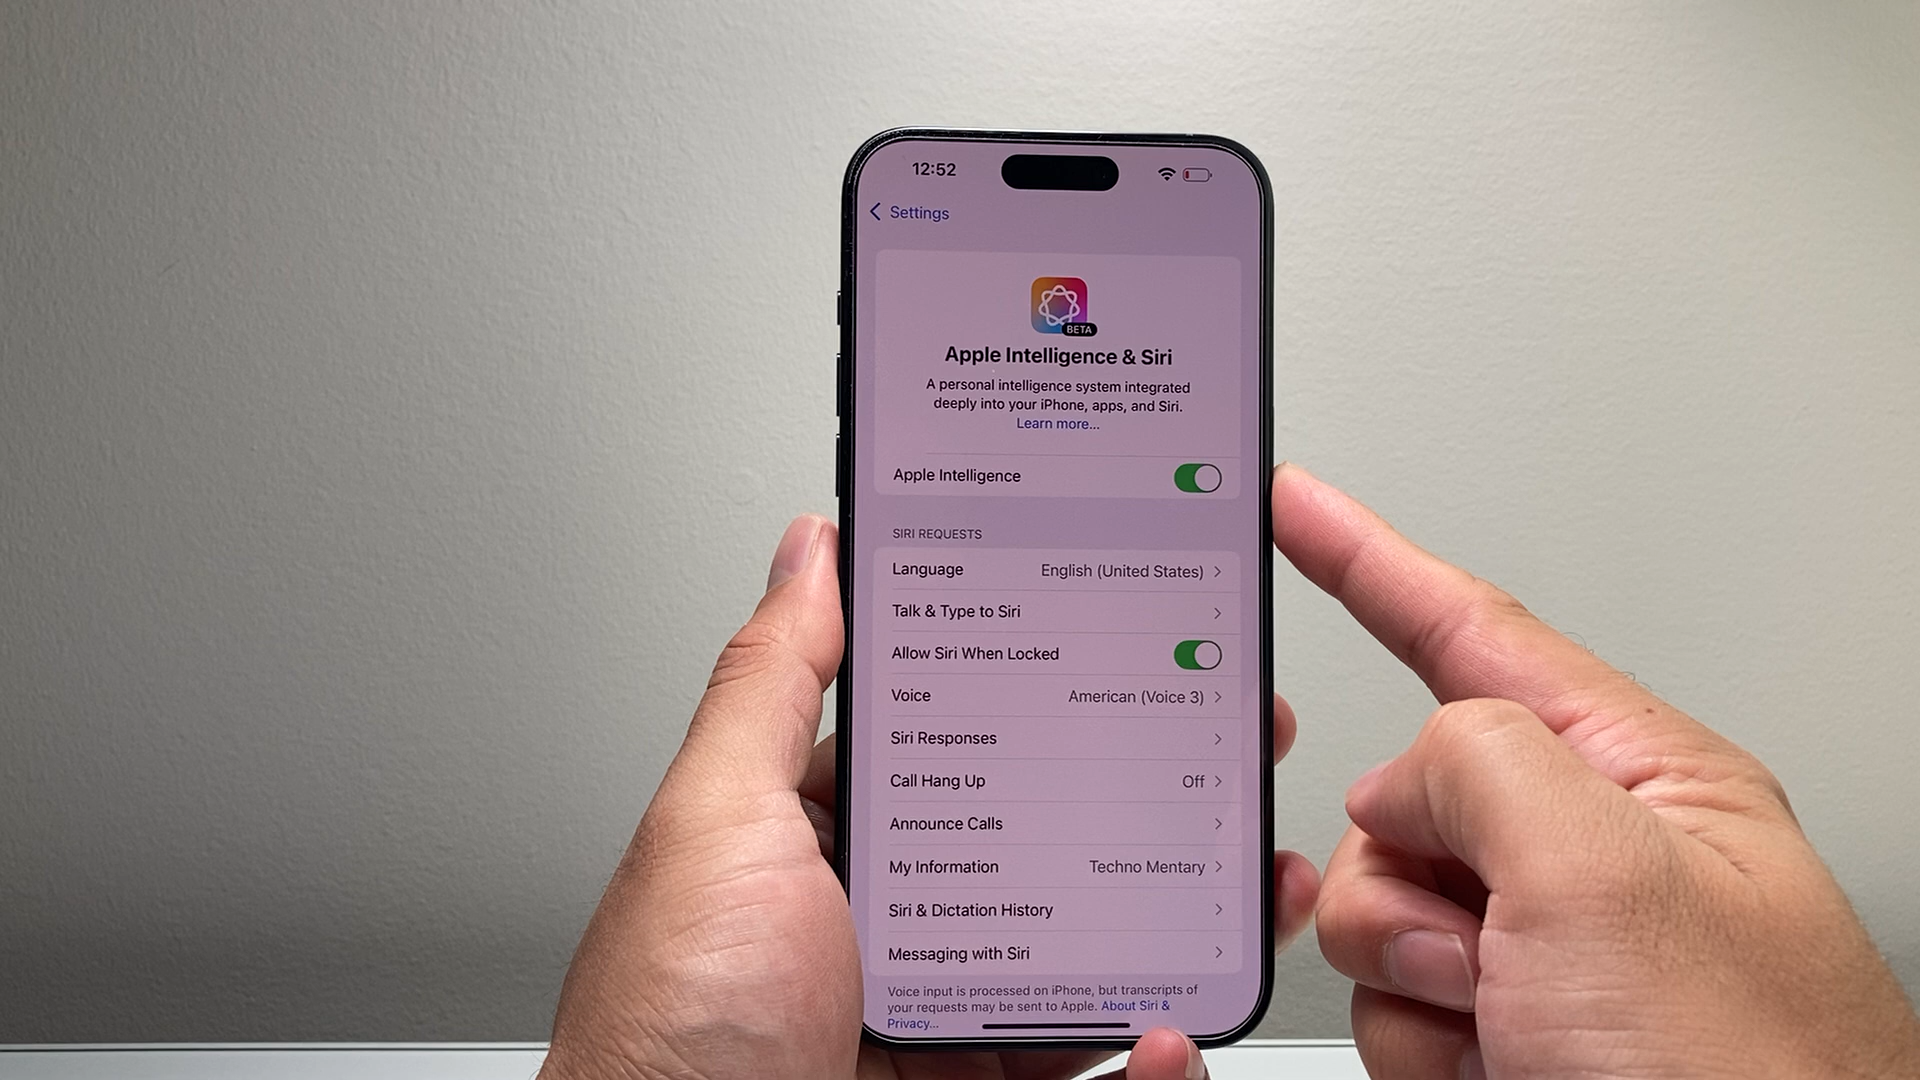 12:52
Settings
BETA
Apple Intelligence & Siri
A personal intelligence system integrated
deeply into your iPhone, apps, and Siri.
Learn more...
Apple Intelligence
SIRI REQUESTS
Language English (United States)
Talk & Type to Siri
Allow Siri When Locked
Voice American (Voice 3)
Siri Responses
Call Hang Up Off
Announce Calls
My Information Techno Mentary
Siri & Dictation History
Messaging with Siri
Voice input is processed on iPhone, but transcripts of
your requests may be sent to Apple. About Siri &
Privacy...